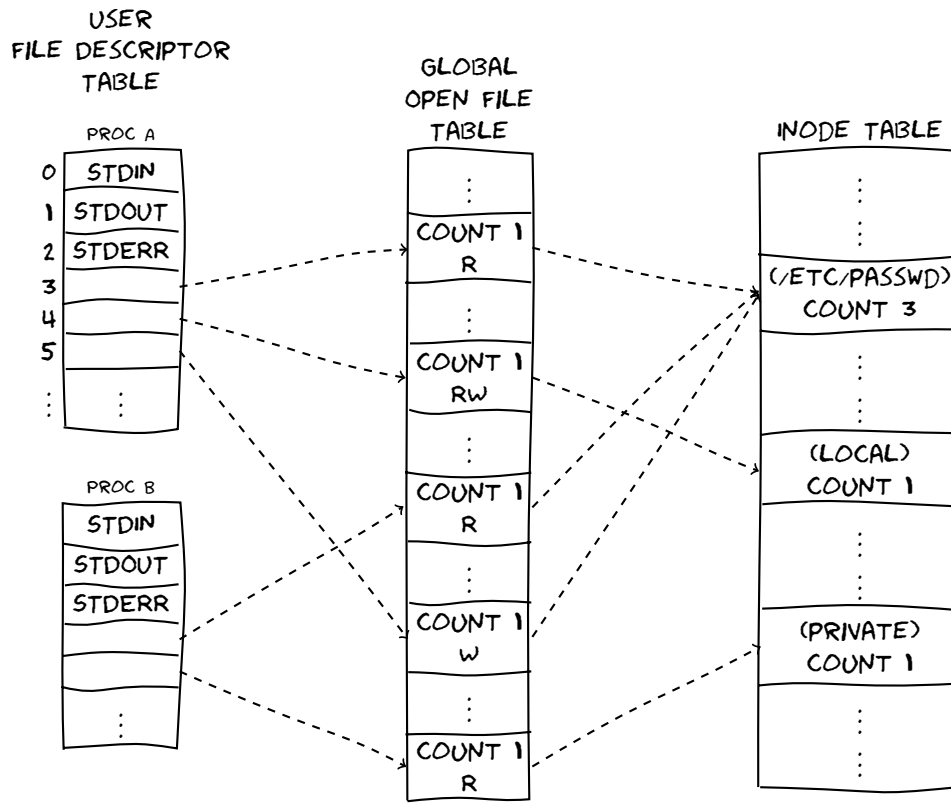 USER
FILE DESCRIPTOR
TABLE
PROC A
0 STDIN
1 STDOUT
2 STDERR
3
4
5
⋮ ⋮
PROC B
STDIN
STDOUT
STDERR
⋮
GLOBAL
OPEN FILE
TABLE
⋮
COUNT 1
R
⋮
COUNT 1
RW
⋮
COUNT 1
R
⋮
COUNT 1
W
⋮
COUNT 1
R
INODE TABLE
⋮
(/ETC/PASSWD)
COUNT 3
⋮
(LOCAL)
COUNT 1
⋮
(PRIVATE)
COUNT 1
⋮